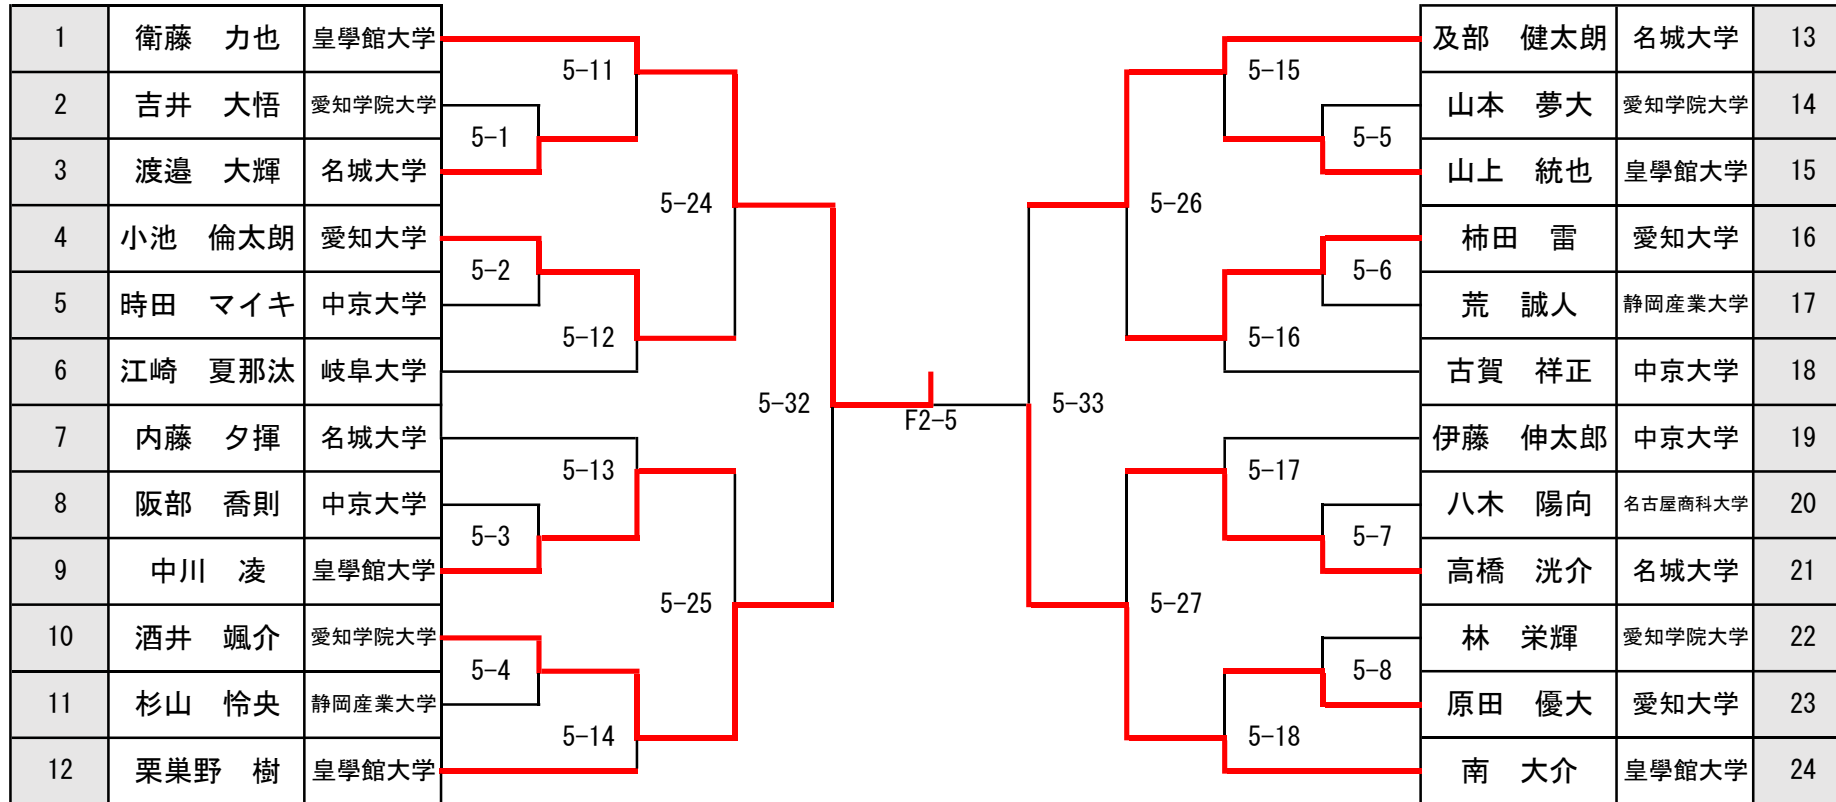 1 衛藤　力也 皇學館大学
2 吉井　大悟 愛知学院大学
3 渡邉　大輝 名城大学
4 小池　倫太朗 愛知大学
5 時田　マイキ 中京大学
6 江崎　夏那汰 岐阜大学
7 内藤　夕揮 名城大学
8 阪部　喬則 中京大学
9 中川　凌 皇學館大学
10 酒井　颯介 愛知学院大学
11 杉山　怜央 静岡産業大学
12 栗巣野　樹 皇學館大学
5-1
5-2
5-3
5-4
5-11
5-12
5-13
5-14
5-24
5-25
5-32
F2-5
5-33
5-26
5-27
5-15
5-16
5-17
5-18
5-5
5-6
5-7
5-8
及部　健太朗 名城大学 13
山本　夢大 愛知学院大学 14
山上　統也 皇學館大学 15
柿田　雷 愛知大学 16
荒　誠人 静岡産業大学 17
古賀　祥正 中京大学 18
伊藤　伸太郎 中京大学 19
八木　陽向 名古屋商科大学 20
高橋　洸介 名城大学 21
林　栄輝 愛知学院大学 22
原田　優大 愛知大学 23
南　大介 皇學館大学 24